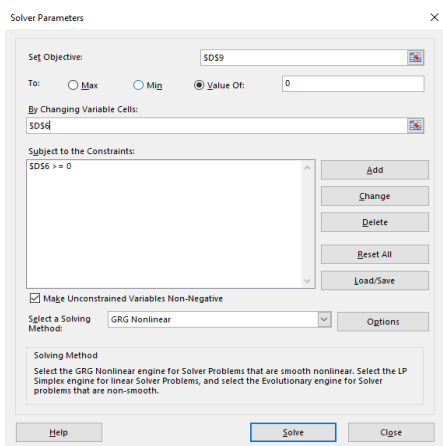 Solver Parameters
Set Objective: $D$9
To: Max Min Value Of: 0
By Changing Variable Cells:
$D$6
Subject to the Constraints:
$D$6 >= 0
Add
Change
Delete
Reset All
Load/Save
Make Unconstrained Variables Non-Negative
Select a Solving GRG Nonlinear Options
Method:
Solving Method
Select the GRG Nonlinear engine for Solver Problems that are smooth nonlinear. Select the LP
Simplex engine for linear Solver Problems, and select the Evolutionary engine for Solver
problems that are non-smooth.
Help Solve Close